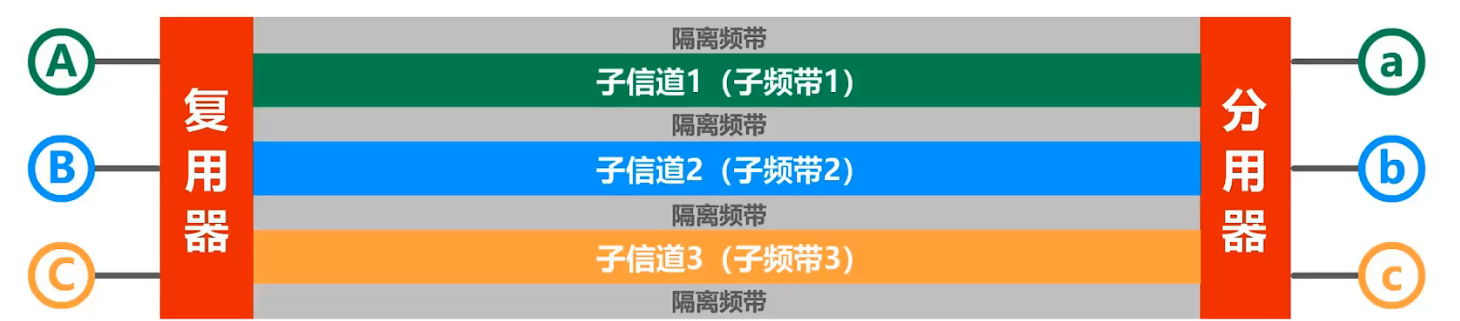 A
B
C
复用器
隔离频带
子信道1（子频带1）
隔离频带
子信道2（子频带2）
隔离频带
子信道3（子频带3）
隔离频带
分用器
a
b
c